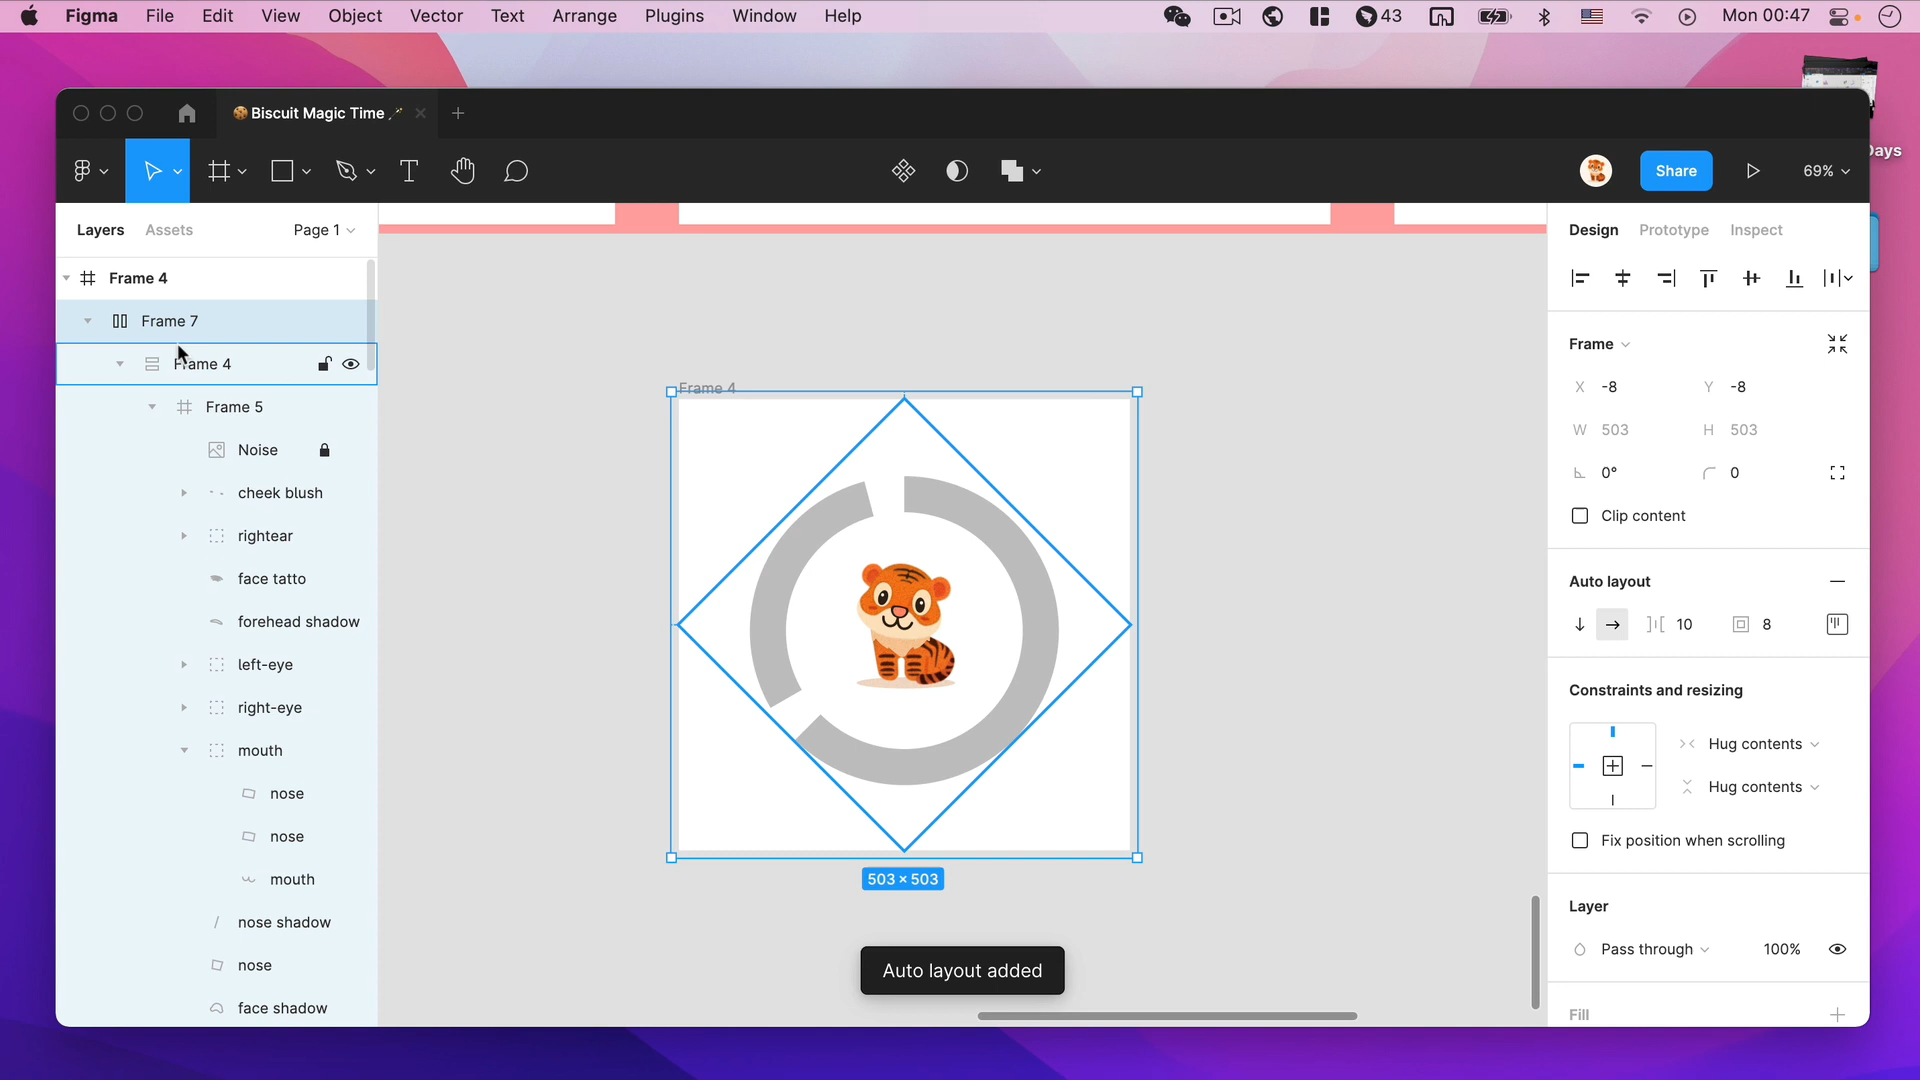 Figma File Edit View Object Vector Text Arrange Plugins Window Help 43 Mon 00:47
Days
Biscuit Magic Time
Share 69%
Layers Assets Page 1
Design Prototype Inspect
Frame 4
Frame 7
Frame 4
Frame 5
Noise
cheek blush
rightear
face tatto
forehead shadow
left-eye
right-eye
mouth
nose
nose
mouth
nose shadow
nose
face shadow
Frame 4
503 × 503
Auto layout added
Frame
X -8 Y -8
W 503 H 503
0° 0
Clip content
Auto layout
10 8
Constraints and resizing
Hug contents
Hug contents
Fix position when scrolling
Layer
Pass through 100%
Fill